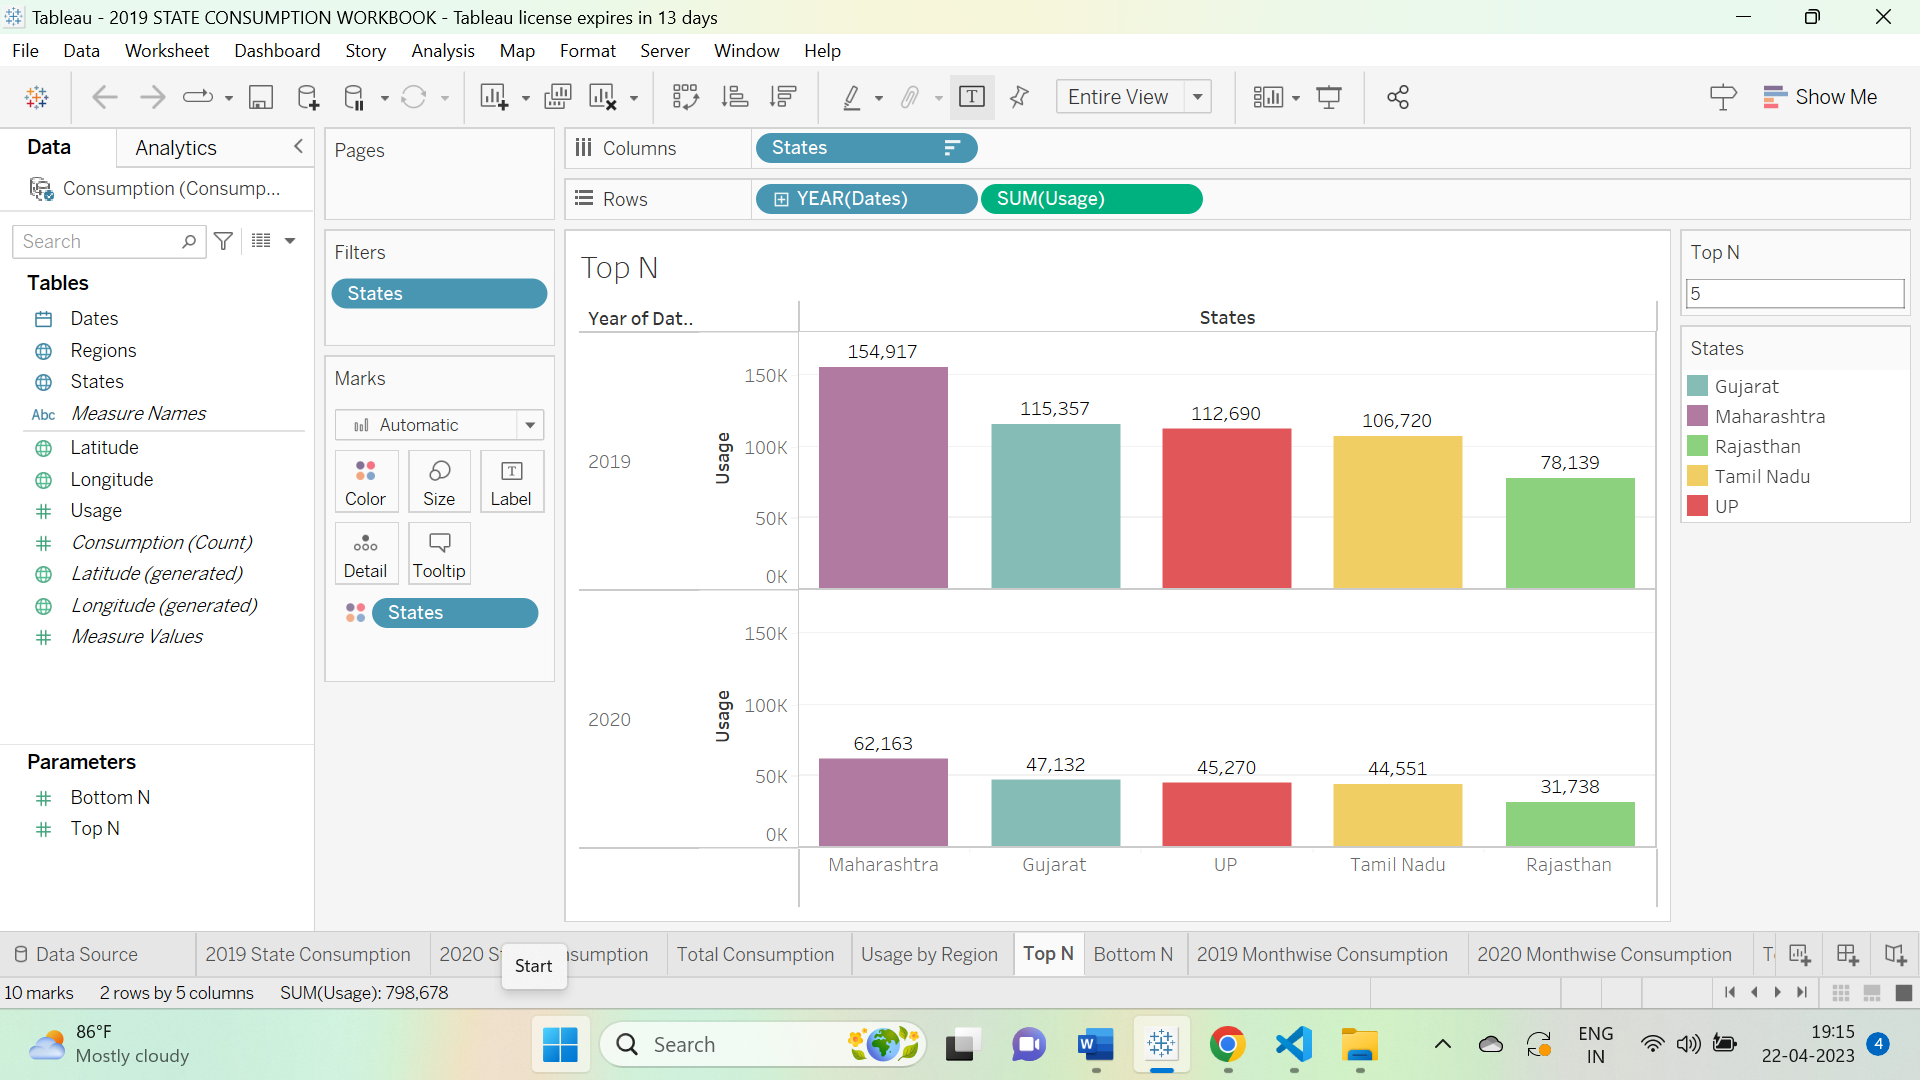 Tableau - 2019 STATE CONSUMPTION WORKBOOK - Tableau license expires in 13 days
File Data Worksheet Dashboard Story Analysis Map Format Server Window Help
Entire View
Show Me
Data Analytics
Consumption (Consump...
Search
Tables
Dates
Regions
States
Abc Measure Names
Latitude
Longitude
Usage
Consumption (Count)
Latitude (generated)
Longitude (generated)
Measure Values
Parameters
Bottom N
Top N
Pages
Filters
States
Marks
Automatic
Color Size Label
Detail Tooltip
States
Columns States
Rows YEAR(Dates) SUM(Usage)
Top N
Year of Dat.. States
2019
Usage
150K
100K
50K
0K
154,917
115,357
112,690
106,720
78,139
2020
Usage
150K
100K
50K
0K
62,163
47,132
45,270
44,551
31,738
Maharashtra Gujarat UP Tamil Nadu Rajasthan
Top N
5
States
Gujarat
Maharashtra
Rajasthan
Tamil Nadu
UP
Data Source 2019 State Consumption 2020 S sumption Total Consumption Usage by Region Top N Bottom N 2019 Monthwise Consumption 2020 Monthwise Consumption
Start
10 marks 2 rows by 5 columns SUM(Usage): 798,678
86°F
Mostly cloudy
Search
W
ENG
IN
19:15
22-04-2023
4